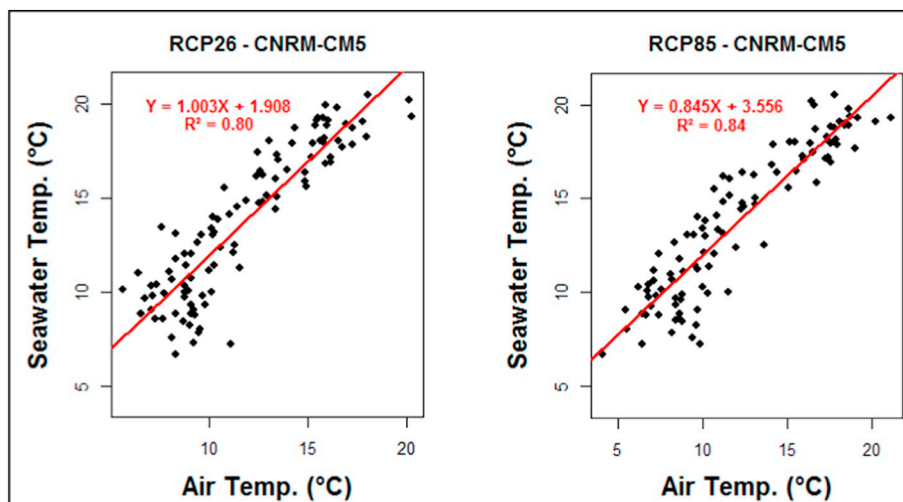 RCP26 - CNRM-CM5
Y = 1.003X + 1.908
R² = 0.80
Seawater Temp. (°C)
20
15
10
5
10
15
20
Air Temp. (°C)
RCP85 - CNRM-CM5
Y = 0.845X + 3.556
R² = 0.84
Seawater Temp. (°C)
20
15
10
5
5
10
15
20
Air Temp. (°C)